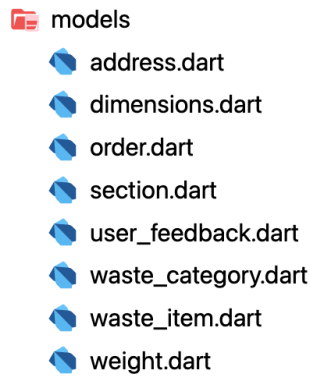 models
address.dart
dimensions.dart
order.dart
section.dart
user_feedback.dart
waste_category.dart
waste_item.dart
weight.dart